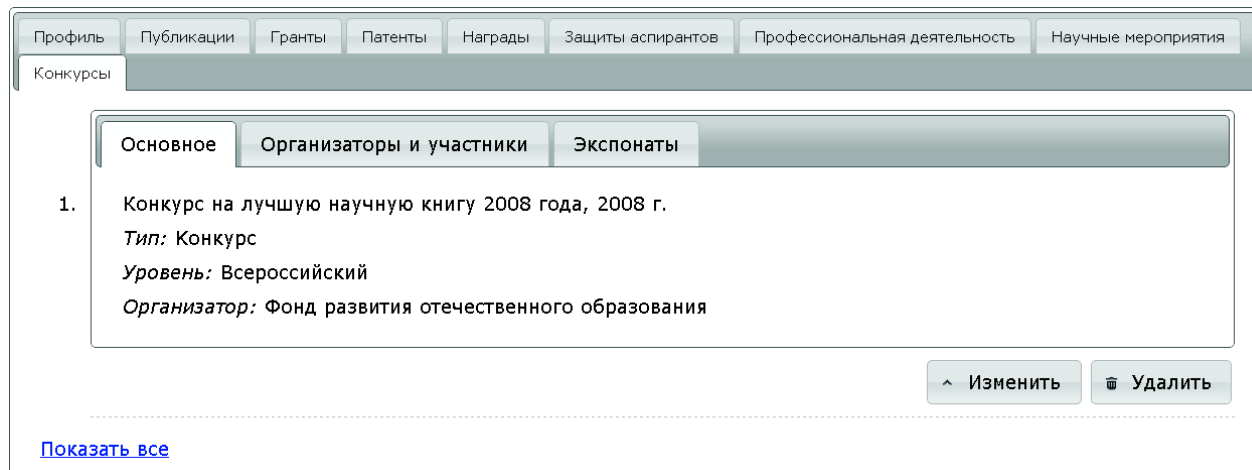 Профиль Публикации Гранты Патенты Награды Защиты аспирантов Профессиональная деятельность Научные мероприятия
Конкурсы
Основное Организаторы и участники Экспонаты
1. Конкурс на лучшую научную книгу 2008 года, 2008 г.
Тип: Конкурс
Уровень: Всероссийский
Организатор: Фонд развития отечественного образования
Изменить Удалить
Показать все